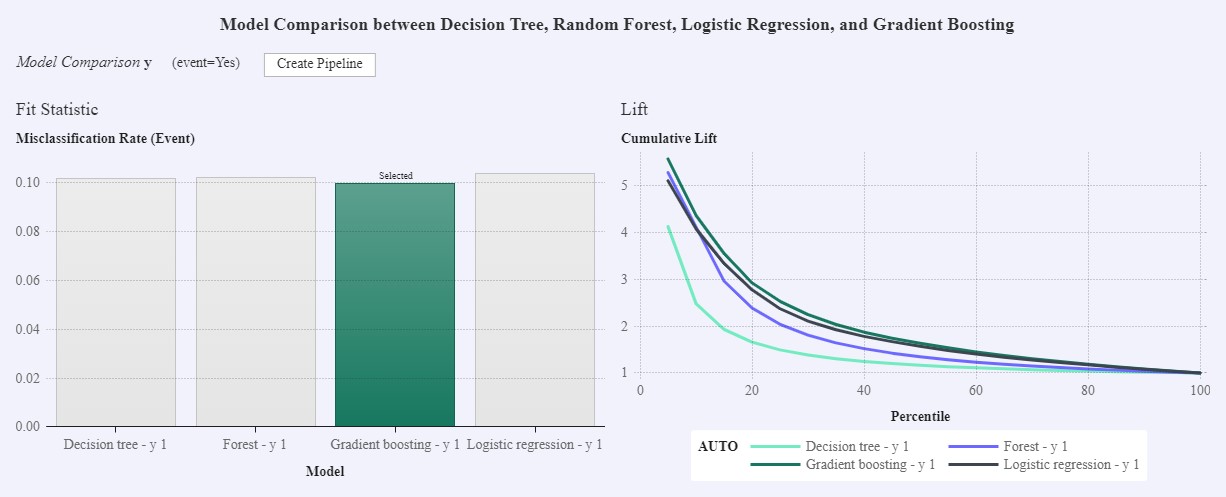 Model Comparison between Decision Tree, Random Forest, Logistic Regression, and Gradient Boosting
Model Comparison y (event=Yes) Create Pipeline
Fit Statistic
Misclassification Rate (Event)
Selected
0.10
0.08
0.06
0.04
0.02
0.00
Decision tree - y 1 Forest - y 1 Gradient boosting - y 1 Logistic regression - y 1
Model
Lift
Cumulative Lift
5
4
3
2
1
0 20 40 60 80 100
Percentile
AUTO Decision tree - y 1 Forest - y 1
Gradient boosting - y 1 Logistic regression - y 1